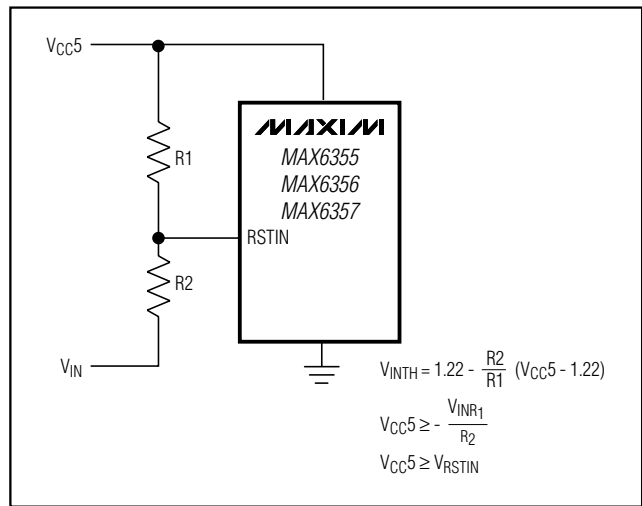 VCC5
R1
MAXIM
MAX6355
MAX6356
MAX6357
RSTIN
R2
VIN
VINTH = 1.22 - R2/R1 (VCC5 - 1.22)
VCC5 ≥ - VINR1/R2
VCC5 ≥ VRSTIN